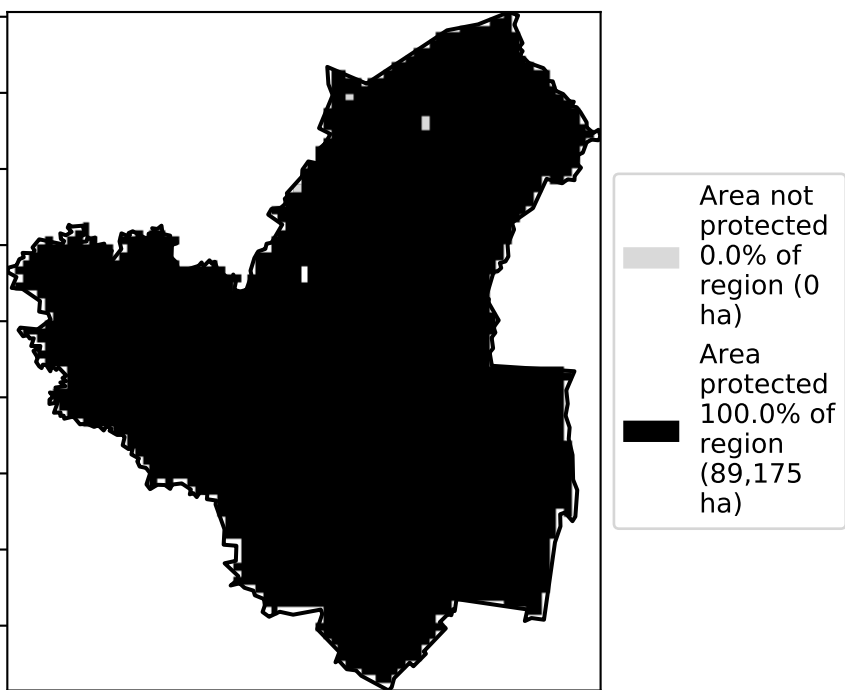 Area not
protected
0.0% of
region (0
ha)
Area
protected
100.0% of
region
(89,175
ha)